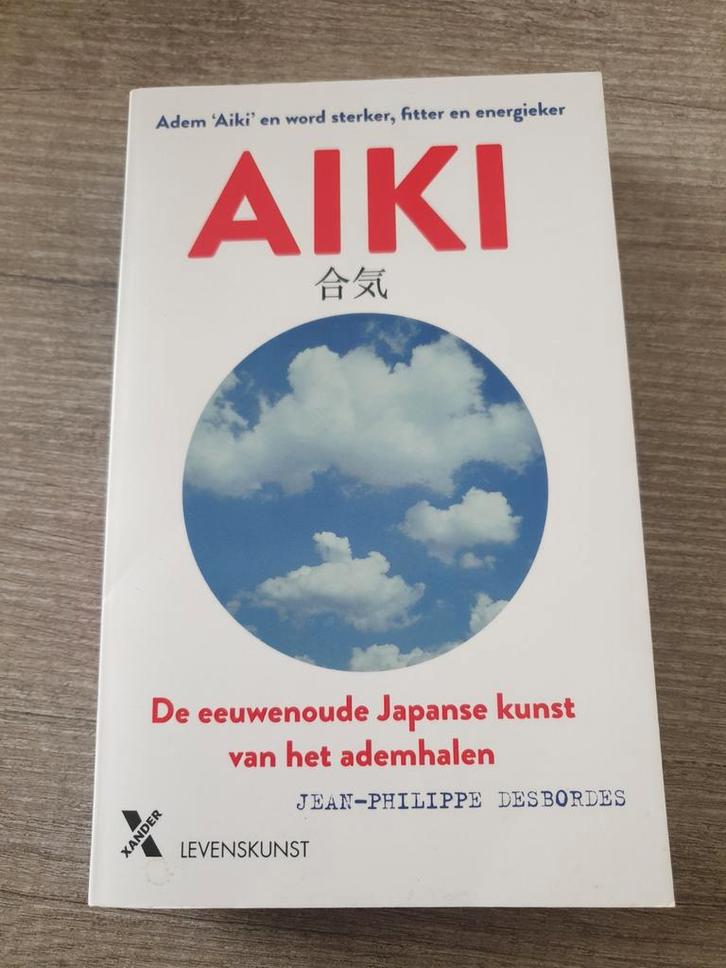 Adem ‘Aiki’ en word sterker, fitter en energieker
AIKI
合気
De eeuwenoude Japanse kunst
van het ademhalen
JEAN-PHILIPPE DESBORDES
XANDER
LEVENSKUNST